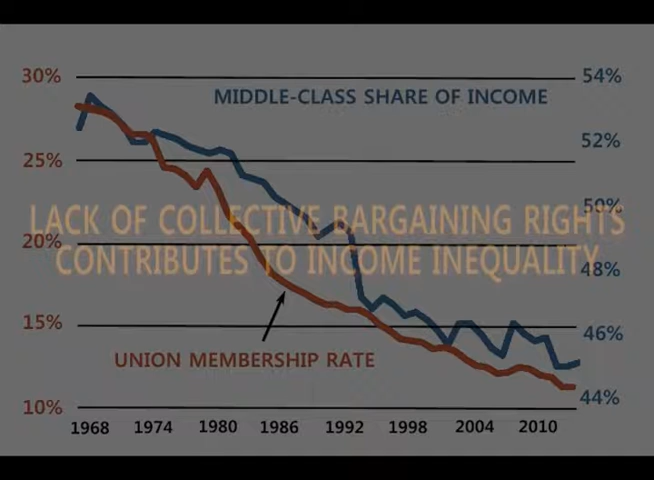 30%
54%
MIDDLE-CLASS SHARE OF INCOME
52%
25%
50%
LACK OF COLLECTIVE BARGAINING RIGHTS
20%
CONTRIBUTES TO INCOME INEQUALITY
48%
15%
46%
UNION MEMBERSHIP RATE
10%
44%
1968 1974 1980 1986 1992 1998 2004 2010